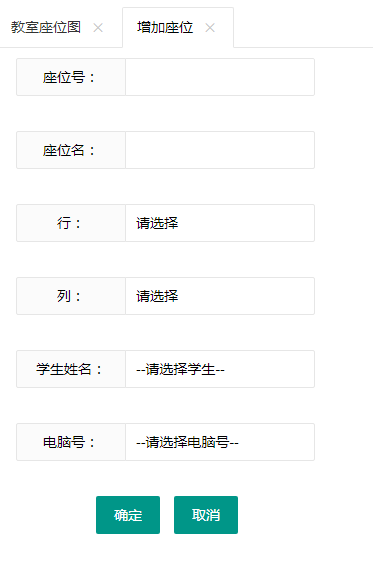 教室座位图 增加座位
座位号：
座位名：
行： 请选择
列： 请选择
学生姓名： --请选择学生--
电脑号： --请选择电脑号--
确定 取消